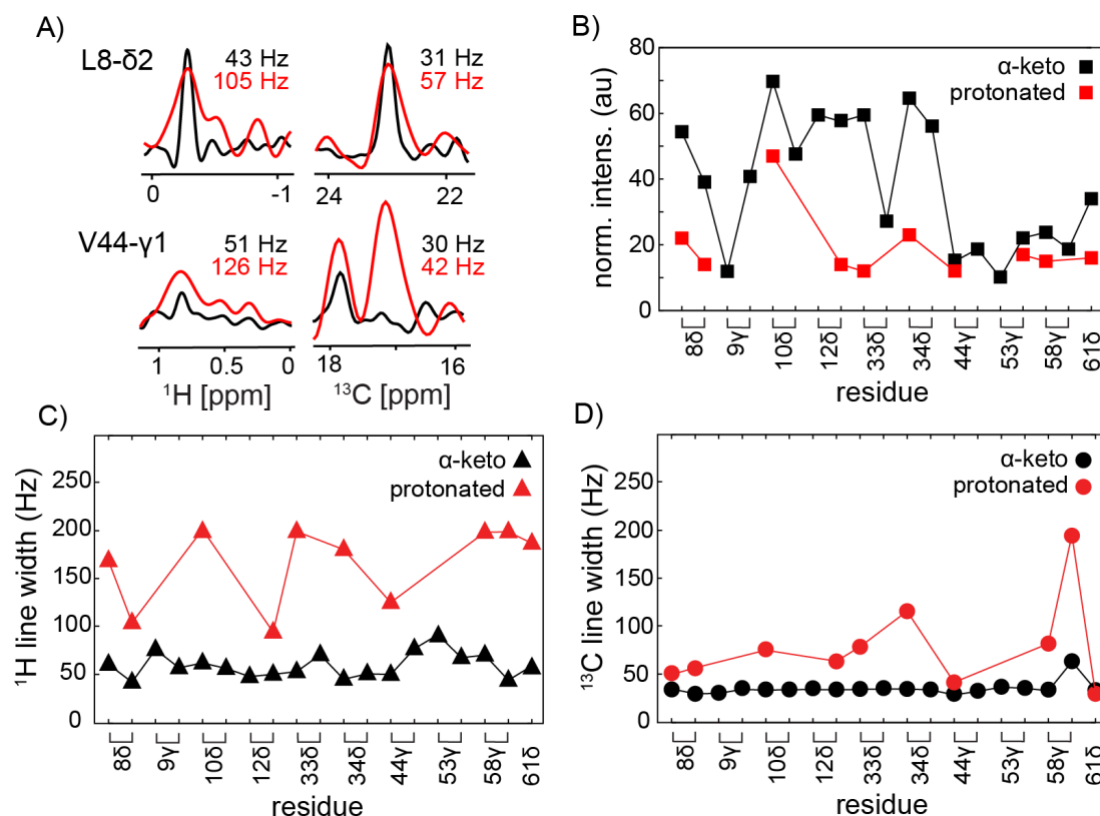 A)
L8-δ2
43 Hz
105 Hz
31 Hz
57 Hz
0 -1
24 22
V44-γ1
51 Hz
126 Hz
30 Hz
42 Hz
1 0.5 0
18 16
¹H [ppm]
¹³C [ppm]
B)
norm. intens. (au)
80
60
40
20
0
α-keto
protonated
8δ 9γ 10δ 12δ 33δ 34δ 44γ 53γ 58γ 61δ
residue
C)
¹H line width (Hz)
250
200
150
100
50
0
α-keto
protonated
8δ 9γ 10δ 12δ 33δ 34δ 44γ 53γ 58γ 61δ
residue
D)
¹³C line width (Hz)
250
200
150
100
50
0
α-keto
protonated
8δ 9γ 10δ 12δ 33δ 34δ 44γ 53γ 58γ 61δ
residue